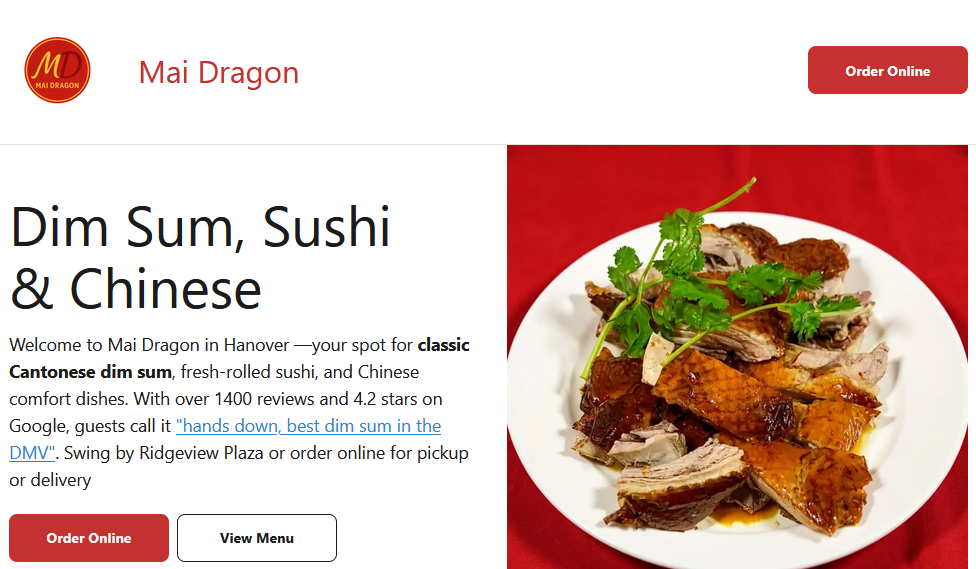 MD
MAI DRAGON
Mai Dragon
Order Online
Dim Sum, Sushi
& Chinese
Welcome to Mai Dragon in Hanover —your spot for classic
Cantonese dim sum, fresh-rolled sushi, and Chinese
comfort dishes. With over 1400 reviews and 4.2 stars on
Google, guests call it "hands down, best dim sum in the
DMV". Swing by Ridgeview Plaza or order online for pickup
or delivery
Order Online
View Menu